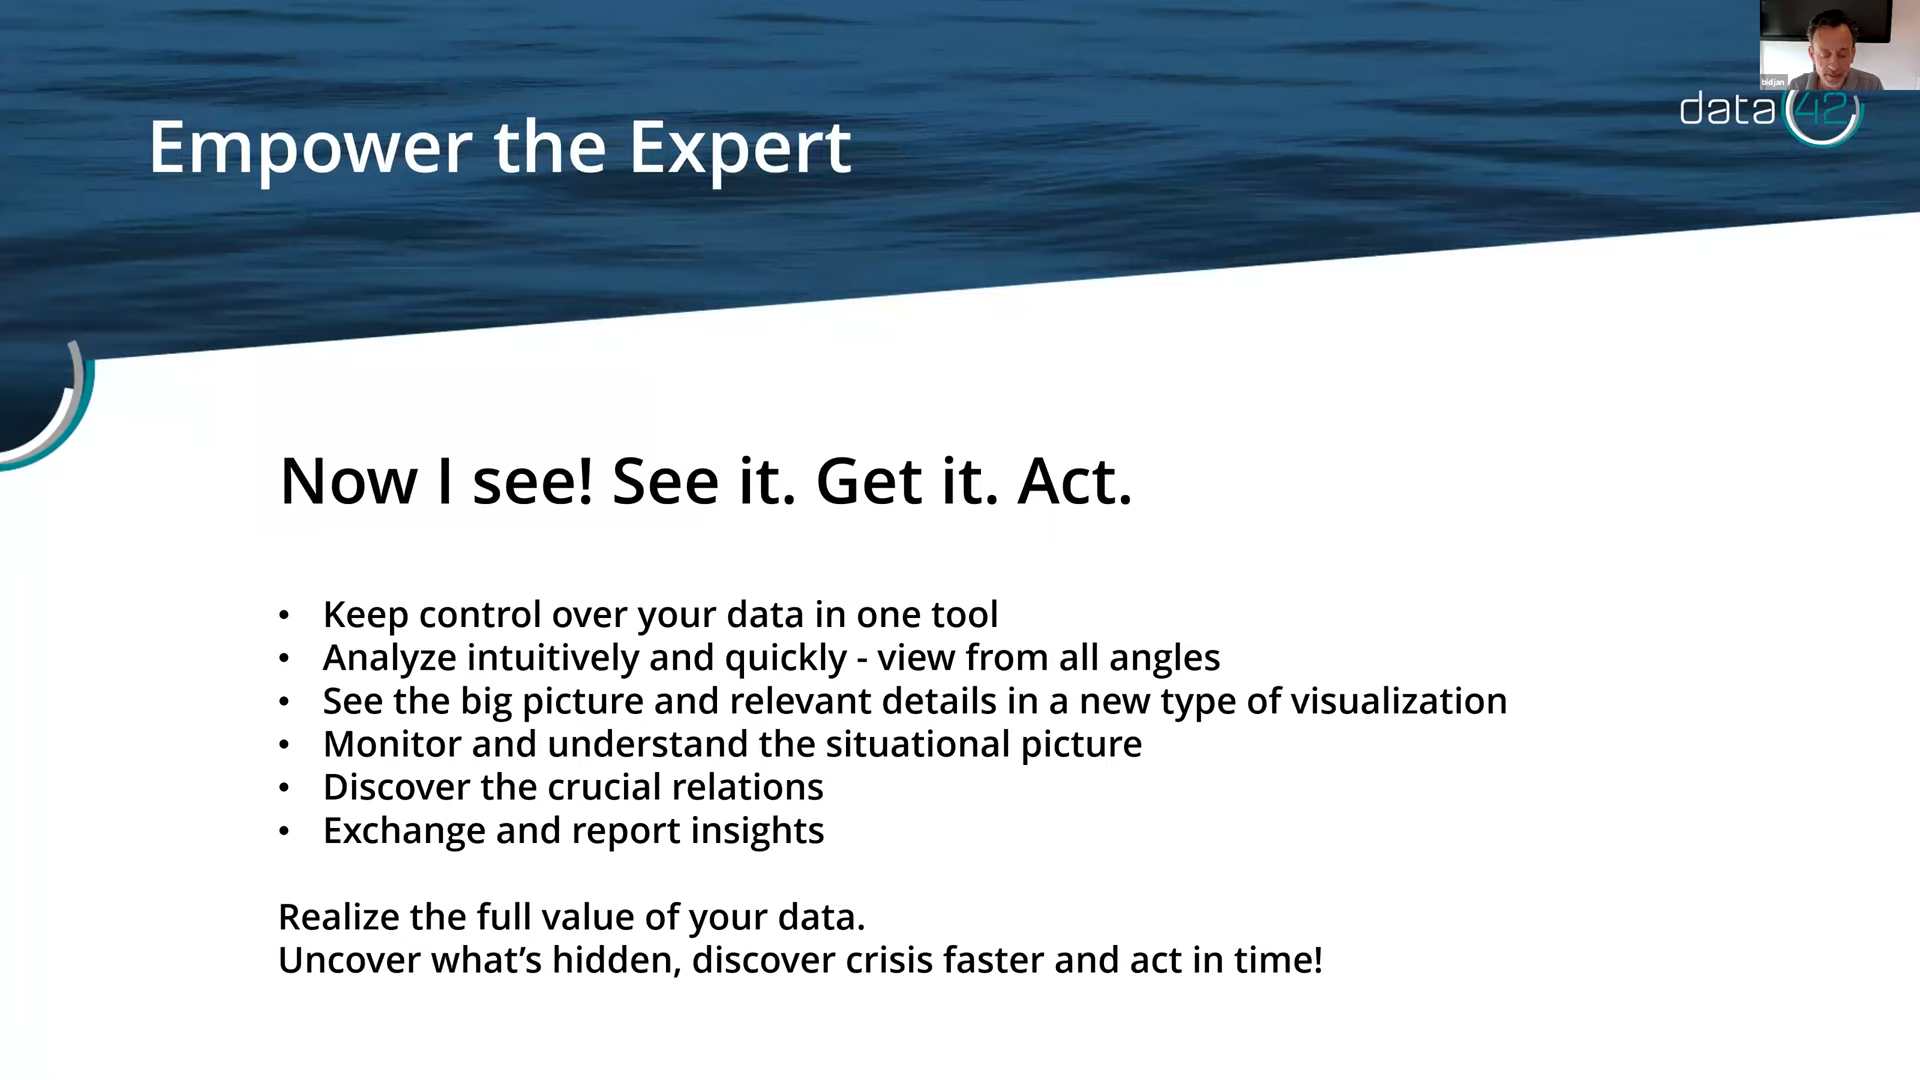 bidjan
data 42
Empower the Expert
Now I see! See it. Get it. Act.
• Keep control over your data in one tool
• Analyze intuitively and quickly - view from all angles
• See the big picture and relevant details in a new type of visualization
• Monitor and understand the situational picture
• Discover the crucial relations
• Exchange and report insights
Realize the full value of your data.
Uncover what’s hidden, discover crisis faster and act in time!